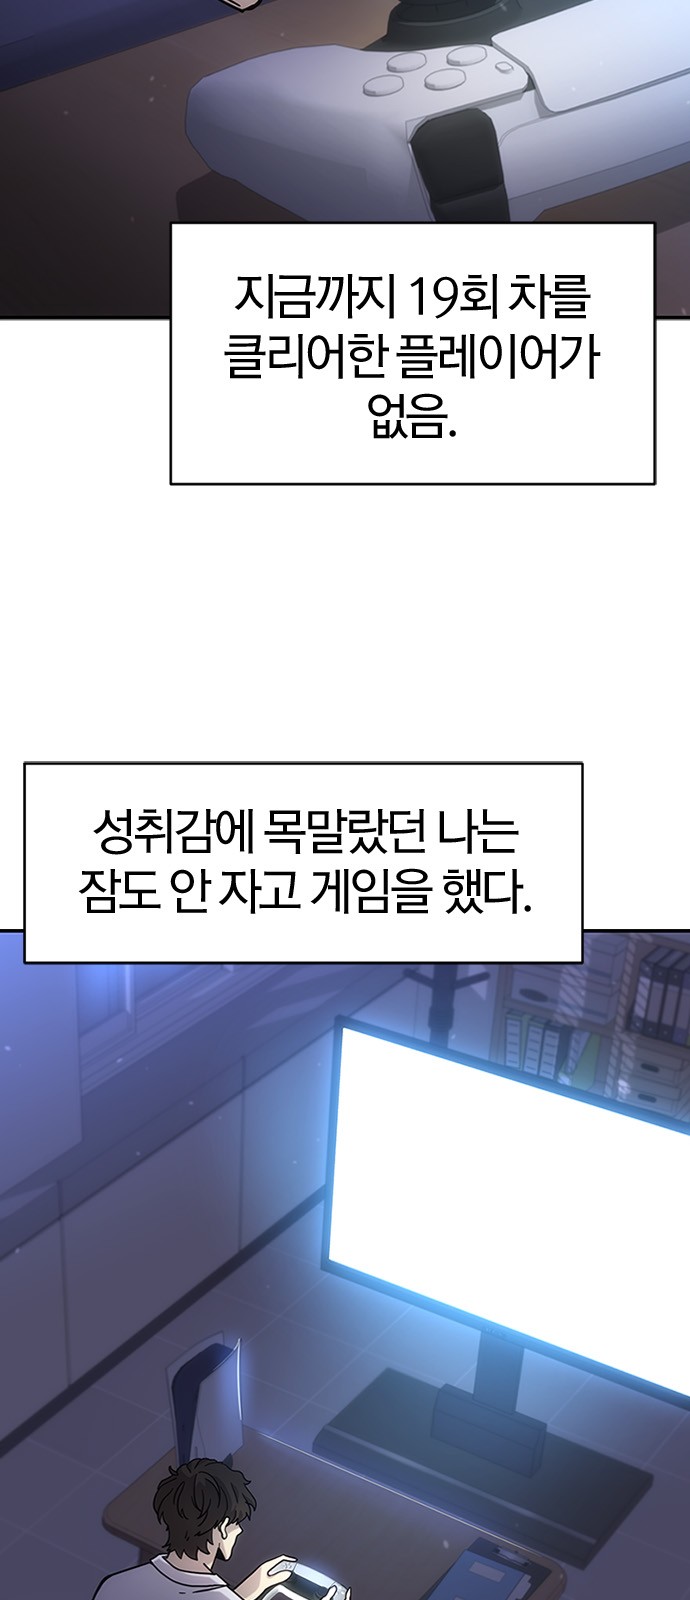 지금까지 19회 차를
클리어한 플레이어가
없음.
성취감에 목말랐던 나는
잠도 안 자고 게임을 했다.